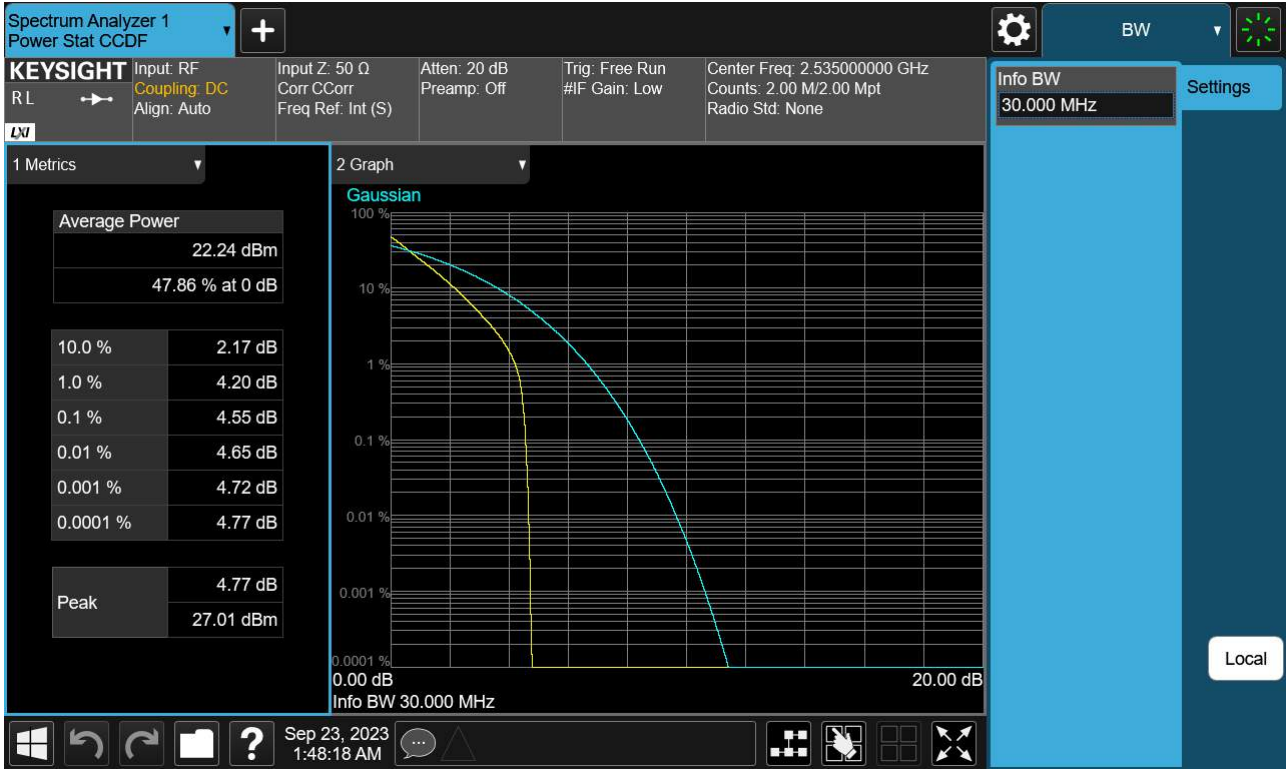 Spectrum Analyzer 1
Power Stat CCDF
+
BW
KEYSIGHT
RL
LXI
Input: RF
Coupling: DC
Align: Auto
Input Z: 50 Ω
Corr CCorr
Freq Ref: Int (S)
Atten: 20 dB
Preamp: Off
Trig: Free Run
#IF Gain: Low
Center Freq: 2.535000000 GHz
Counts: 2.00 M/2.00 Mpt
Radio Std: None
Info BW
30.000 MHz
Settings
1 Metrics
Average Power
22.24 dBm
47.86 % at 0 dB
10.0 % 2.17 dB
1.0 % 4.20 dB
0.1 % 4.55 dB
0.01 % 4.65 dB
0.001 % 4.72 dB
0.0001 % 4.77 dB
Peak
4.77 dB
27.01 dBm
2 Graph
Gaussian
100 %
10 %
1 %
0.1 %
0.01 %
0.001 %
0.0001 %
0.00 dB 20.00 dB
Info BW 30.000 MHz
Local
?
Sep 23, 2023
1:48:18 AM